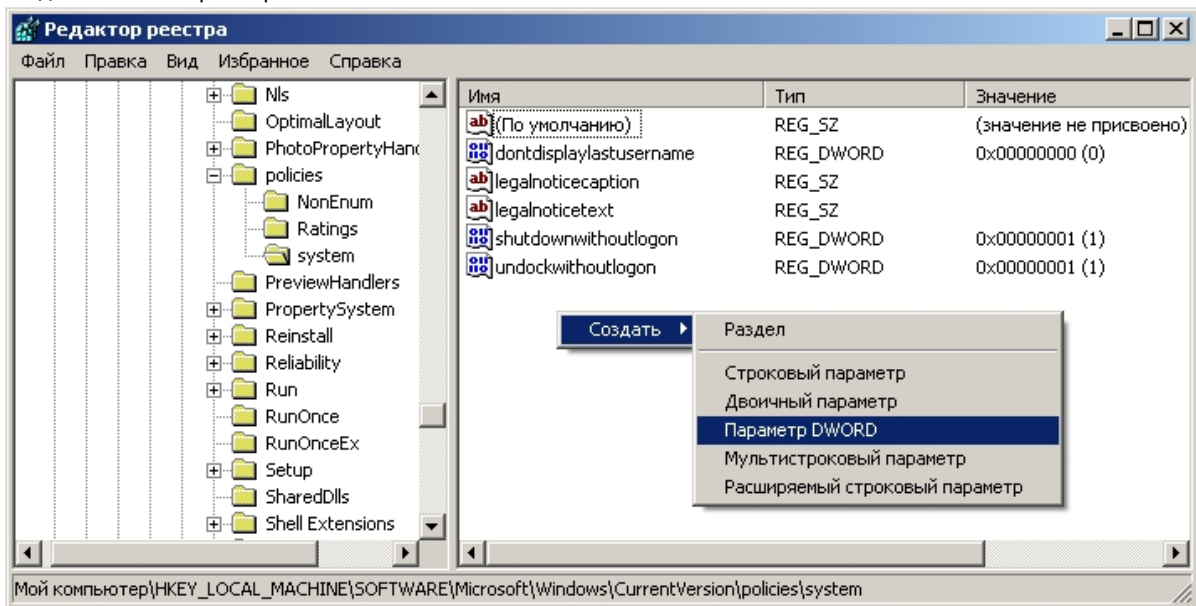 Редактор реестра
Файл Правка Вид Избранное Справка
Nls
OptimalLayout
PhotoPropertyHand
policies
NonEnum
Ratings
system
PreviewHandlers
PropertySystem
Reinstall
Reliability
Run
RunOnce
RunOnceEx
Setup
SharedDlls
Shell Extensions
Имя Тип Значение
(По умолчанию) REG_SZ (значение не присвоено)
dontdisplaylastusername REG_DWORD 0x00000000 (0)
legalnoticecaption REG_SZ
legalnoticetext REG_SZ
shutdownwithoutlogon REG_DWORD 0x00000001 (1)
undockwithoutlogon REG_DWORD 0x00000001 (1)
Создать
Раздел
Строковый параметр
Двоичный параметр
Параметр DWORD
Мультистроковый параметр
Расширяемый строковый параметр
Мой компьютер\HKEY_LOCAL_MACHINE\SOFTWARE\Microsoft\Windows\CurrentVersion\policies\system